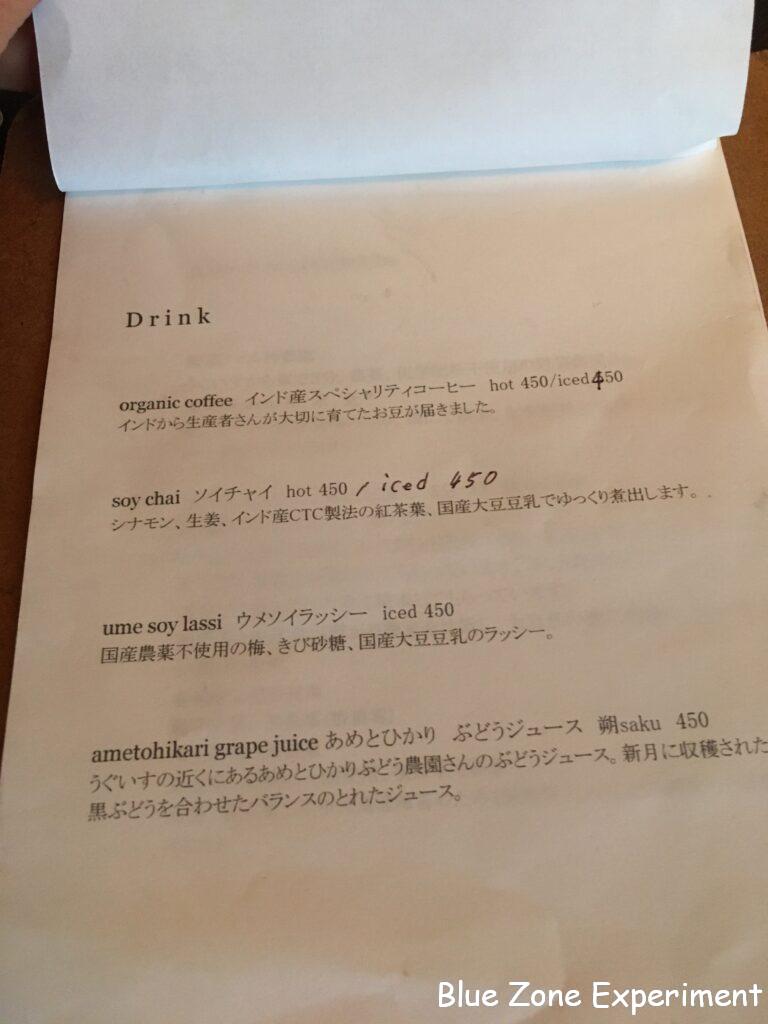 Drink
organic coffee インド産スペシャリティコーヒー hot 450/iced 450
インドから生産者さんが大切に育てたお豆が届きました。
soy chai ソイチャイ hot 450 / iced 450
シナモン、生姜、インド産CTC製法の紅茶葉、国産大豆豆乳でゆっくり煮出します。
ume soy lassi ウメソイラッシー iced 450
国産農薬不使用の梅、きび砂糖、国産大豆豆乳のラッシー。
ametohikari grape juice あめとひかり ぶどうジュース 朔saku 450
うぐいすの近くにあるあめとひかりぶどう農園さんのぶどうジュース。新月に収穫された
黒ぶどうを合わせたバランスのとれたジュース。
Blue Zone Experiment